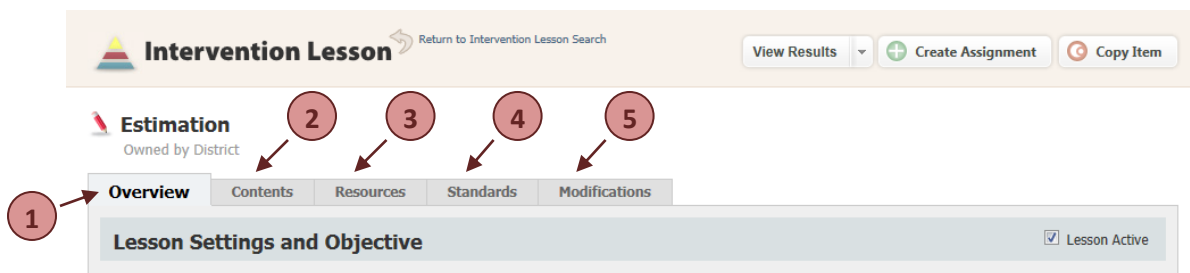 Intervention Lesson Return to Intervention Lesson Search View Results Create Assignment Copy Item
Estimation
Owned by District
2 3 4 5
1
Overview Contents Resources Standards Modifications
Lesson Settings and Objective Lesson Active